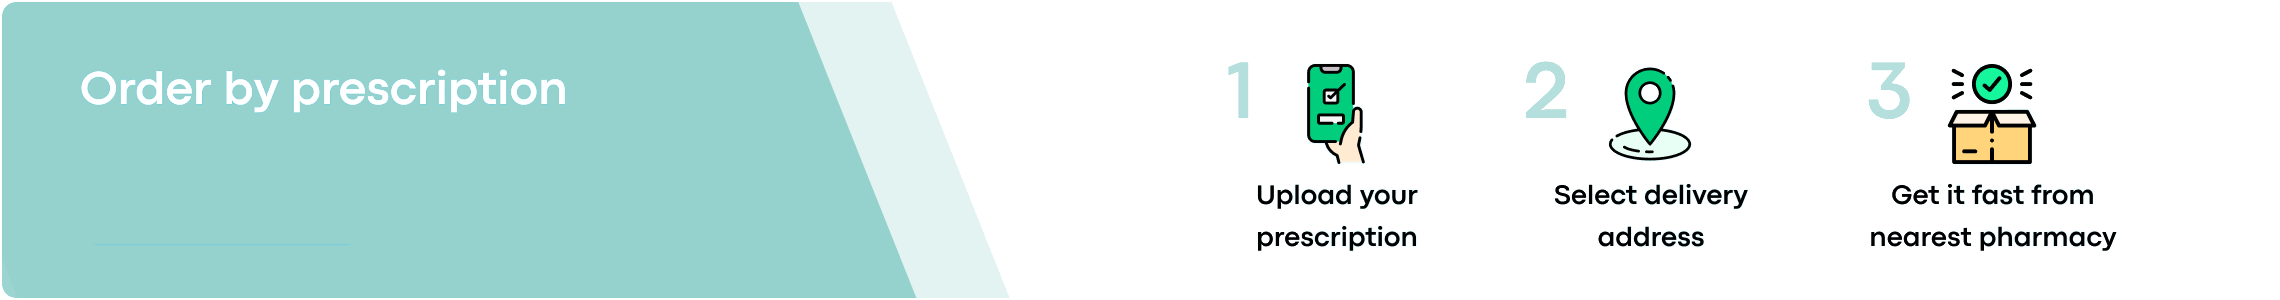 Order by prescription
1
Upload your
prescription
2
Select delivery
address
3
Get it fast from
nearest pharmacy